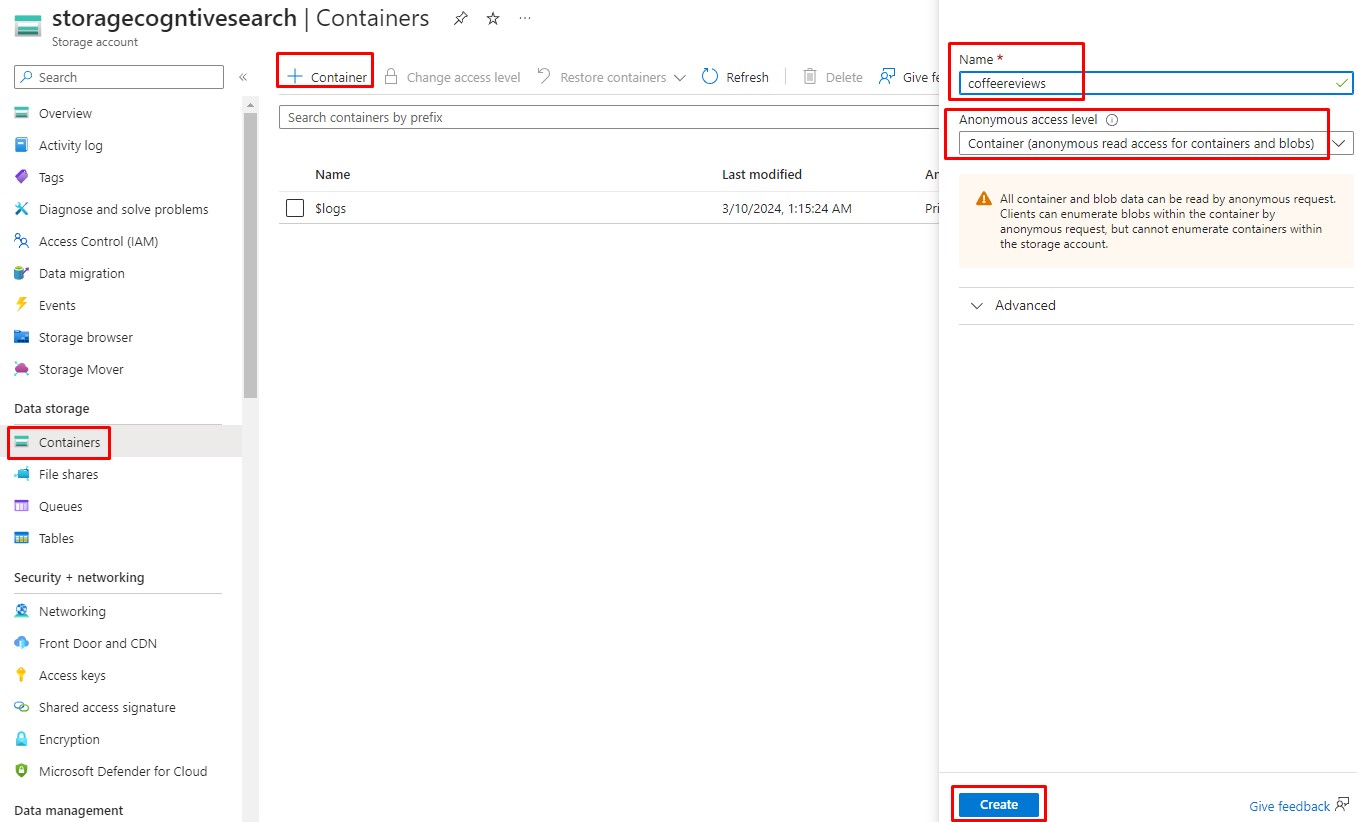 storagecogntivesearch | Containers
Storage account
Search
Overview
Activity log
Tags
Diagnose and solve problems
Access Control (IAM)
Data migration
Events
Storage browser
Storage Mover
Data storage
Containers
File shares
Queues
Tables
Security + networking
Networking
Front Door and CDN
Access keys
Shared access signature
Encryption
Microsoft Defender for Cloud
Data management
Container Change access level Restore containers Refresh Delete Give fe
Search containers by prefix
Name Last modified An
$logs 3/10/2024, 1:15:24 AM Pri
Name *
coffeereviews
Anonymous access level
Container (anonymous read access for containers and blobs)
All container and blob data can be read by anonymous request.
Clients can enumerate blobs within the container by
anonymous request, but cannot enumerate containers within
the storage account.
Advanced
Create
Give feedback